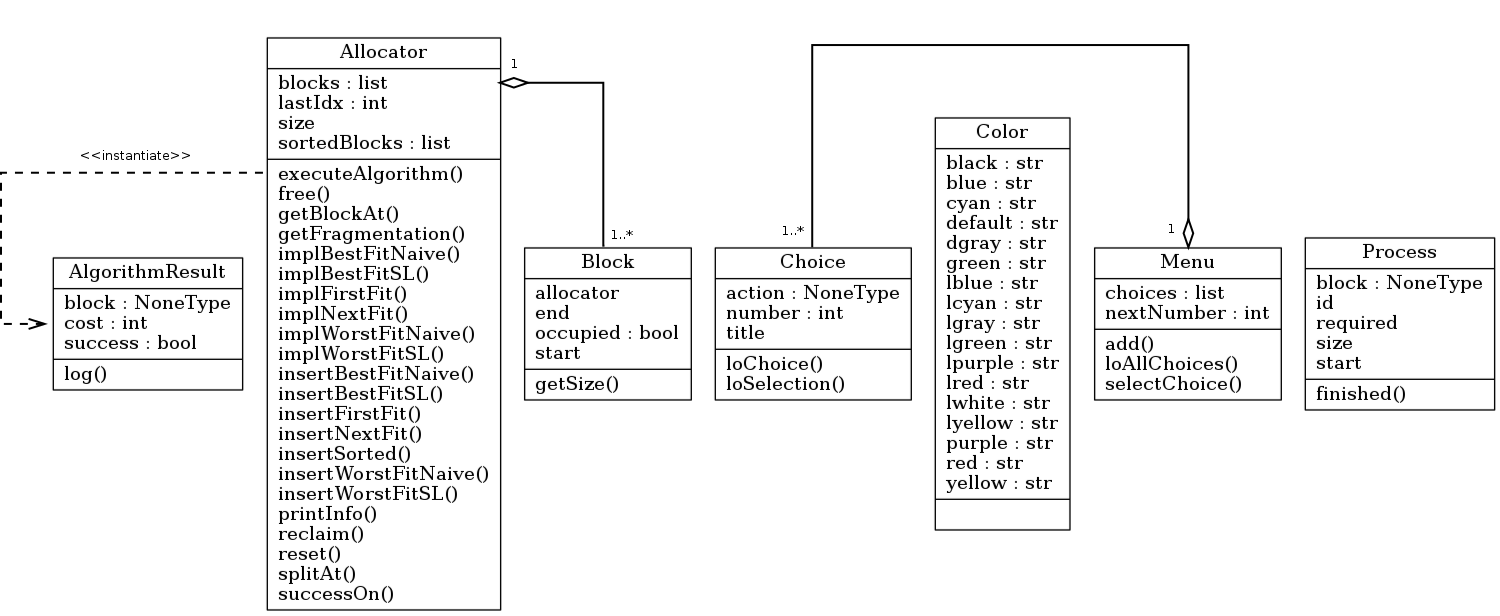 <<instantiate>>
AlgorithmResult
block : NoneType
cost : int
success : bool
log()
Allocator
blocks : list
lastIdx : int
size
sortedBlocks : list
executeAlgorithm()
free()
getBlockAt()
getFragmentation()
implBestFitNaive()
implBestFitSL()
implFirstFit()
implNextFit()
implWorstFitNaive()
implWorstFitSL()
insertBestFitNaive()
insertBestFitSL()
insertFirstFit()
insertNextFit()
insertSorted()
insertWorstFitNaive()
insertWorstFitSL()
printInfo()
reclaim()
reset()
splitAt()
successOn()
1
1..*
Block
allocator
end
occupied : bool
start
getSize()
1..*
Choice
action : NoneType
number : int
title
loChoice()
loSelection()
Color
black : str
blue : str
cyan : str
default : str
dgray : str
green : str
lblue : str
lcyan : str
lgray : str
lgreen : str
lpurple : str
lred : str
lwhite : str
lyellow : str
purple : str
red : str
yellow : str
1
Menu
choices : list
nextNumber : int
add()
loAllChoices()
selectChoice()
Process
block : NoneType
id
required
size
start
finished()